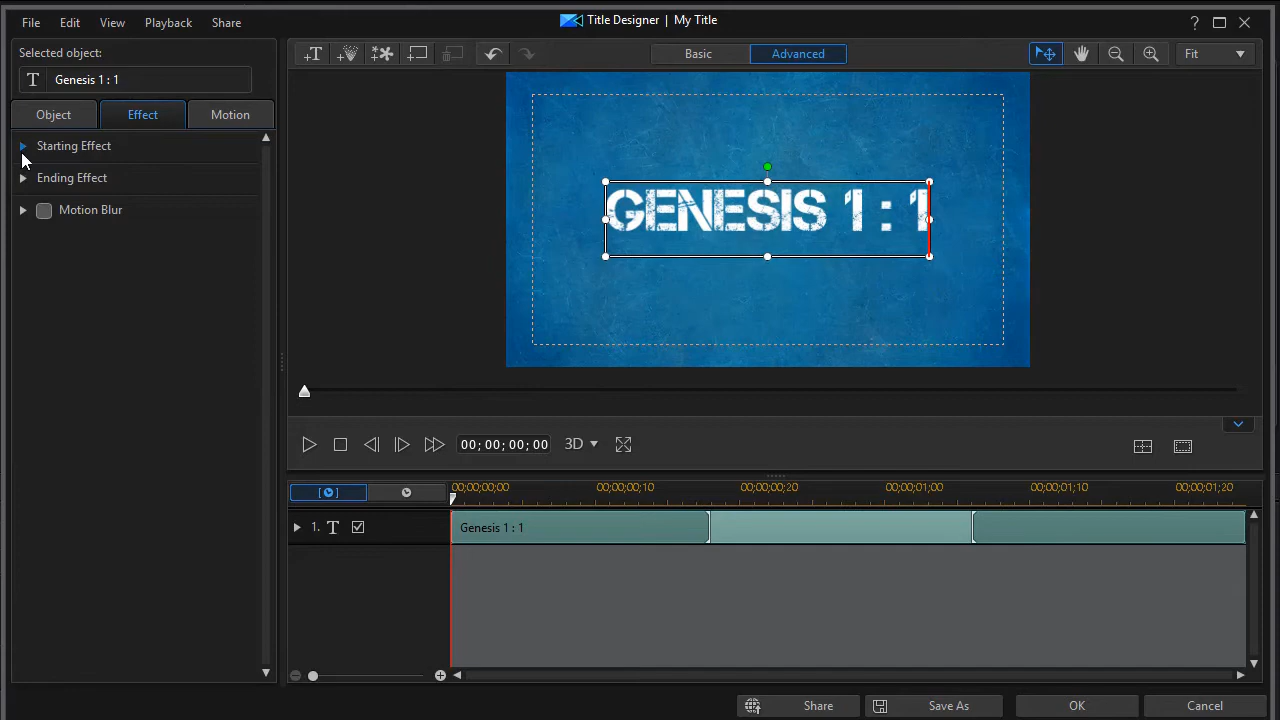 File Edit View Playback Share
Title Designer | My Title
?
Selected object:
T Genesis 1 : 1
Object Effect Motion
Starting Effect
Ending Effect
Motion Blur
Basic Advanced
Fit
GENESIS 1 : 1
00;00;00;00 3D
00;00;00;00 00;00;00;10 00;00;00;20 00;00;01;00 00;00;01;10 00;00;01;20
1. T Genesis 1 : 1
Share Save As OK Cancel